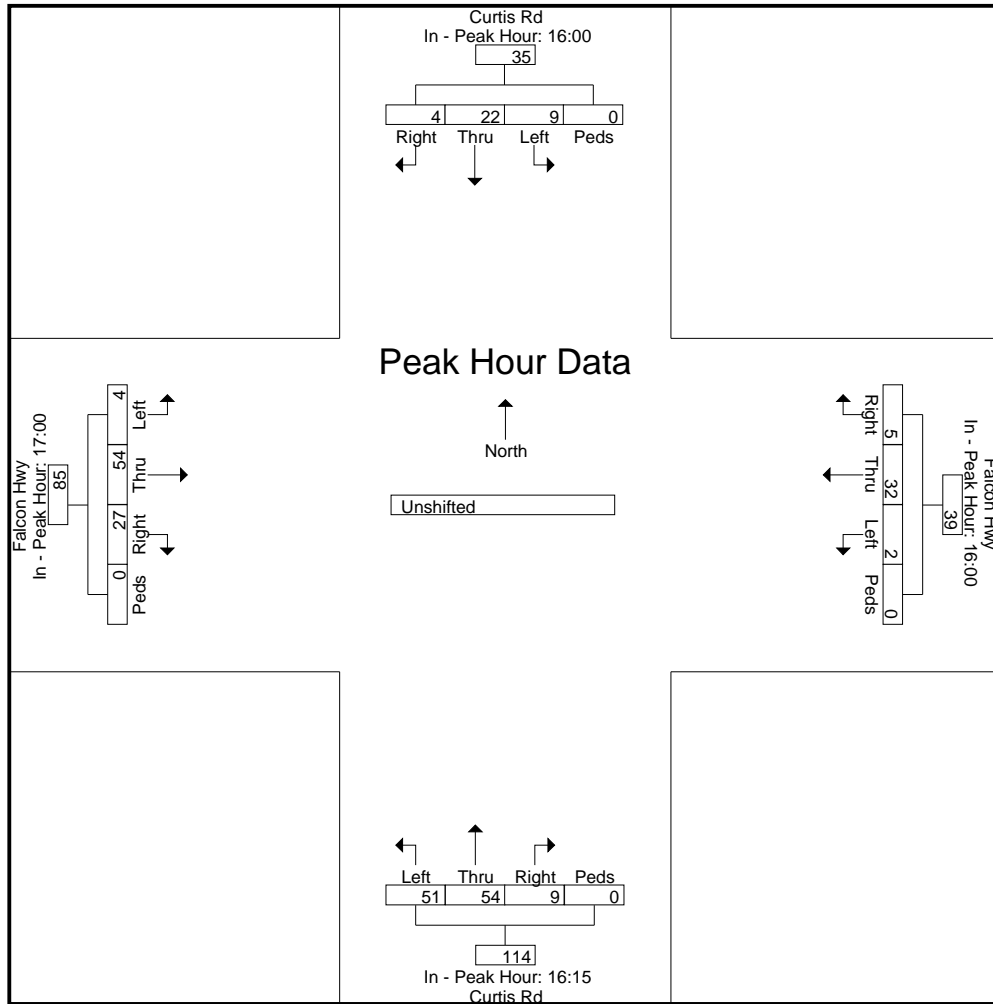 Curtis Rd
In - Peak Hour: 16:00
35
4 22 9 0
Right Thru Left Peds
Peak Hour Data
North
Unshifted
Falcon Hwy
In - Peak Hour: 17:00
85
4 54 27 0
Left Thru Right Peds
Falcon Hwy
In - Peak Hour: 16:00
39
5 32 2 0
Right Thru Left Peds
Left Thru Right Peds
51 54 9 0
114
In - Peak Hour: 16:15
Curtis Rd